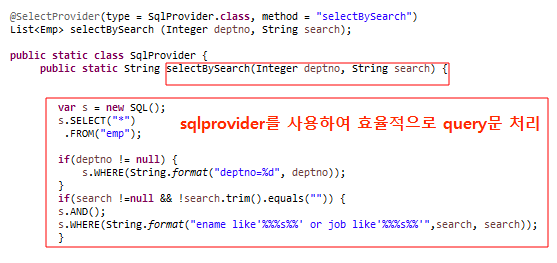 @SelectProvider(type = SqlProvider.class, method = "selectBySearch")
List<Emp> selectBySearch (Integer deptno, String search);
public static class SqlProvider {
public static String selectBySearch(Integer deptno, String search) {
var s = new SQL();
s.SELECT("*")
.FROM("emp");
sqlprovider를 사용하여 효율적으로 query문 처리
if(deptno != null) {
s.WHERE(String.format("deptno=%d", deptno));
}
if(search !=null && !search.trim().equals("")) {
s.AND();
s.WHERE(String.format("ename like'%%%s%%' or job like'%%%s%%'",search, search));
}